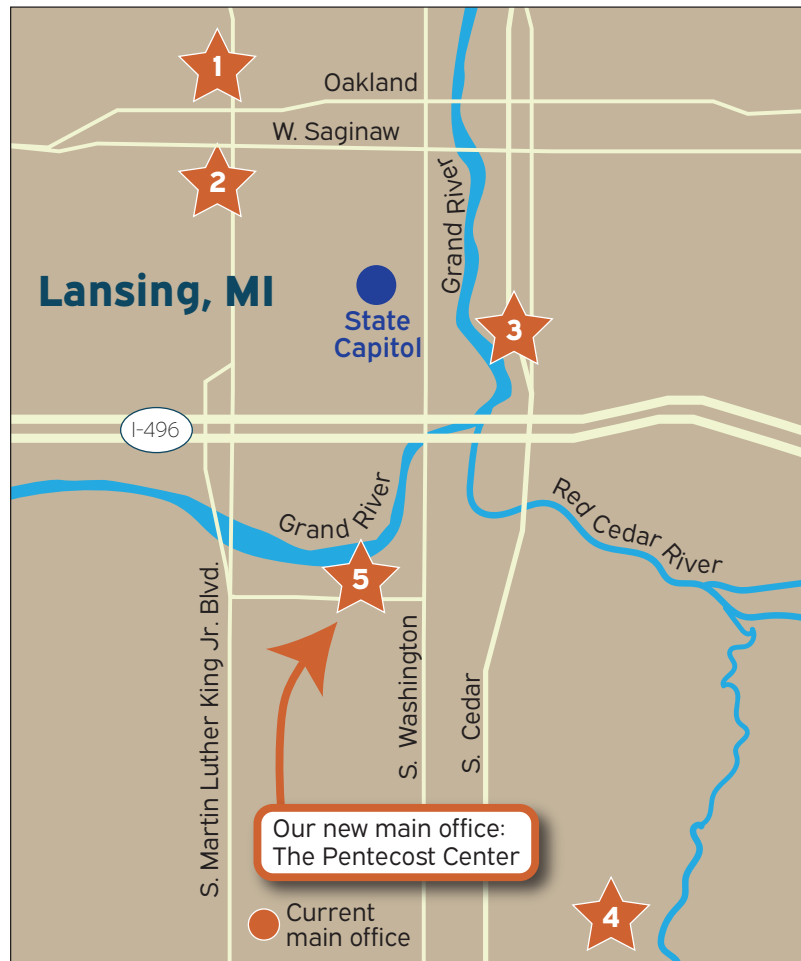 1
Oakland
W. Saginaw
2
Grand River
Lansing, MI
State
Capitol
3
I-496
Grand River
Red Cedar River
5
S. Martin Luther King Jr. Blvd.
S. Washington
S. Cedar
Our new main office:
The Pentecost Center
4
Current
main office